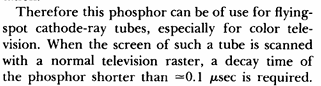 Therefore this phosphor can be of use for flying-
spot cathode-ray tubes, especially for color tele-
vision. When the screen of such a tube is scanned
with a normal television raster, a decay time of
the phosphor shorter than ≃0.1 μsec is required.